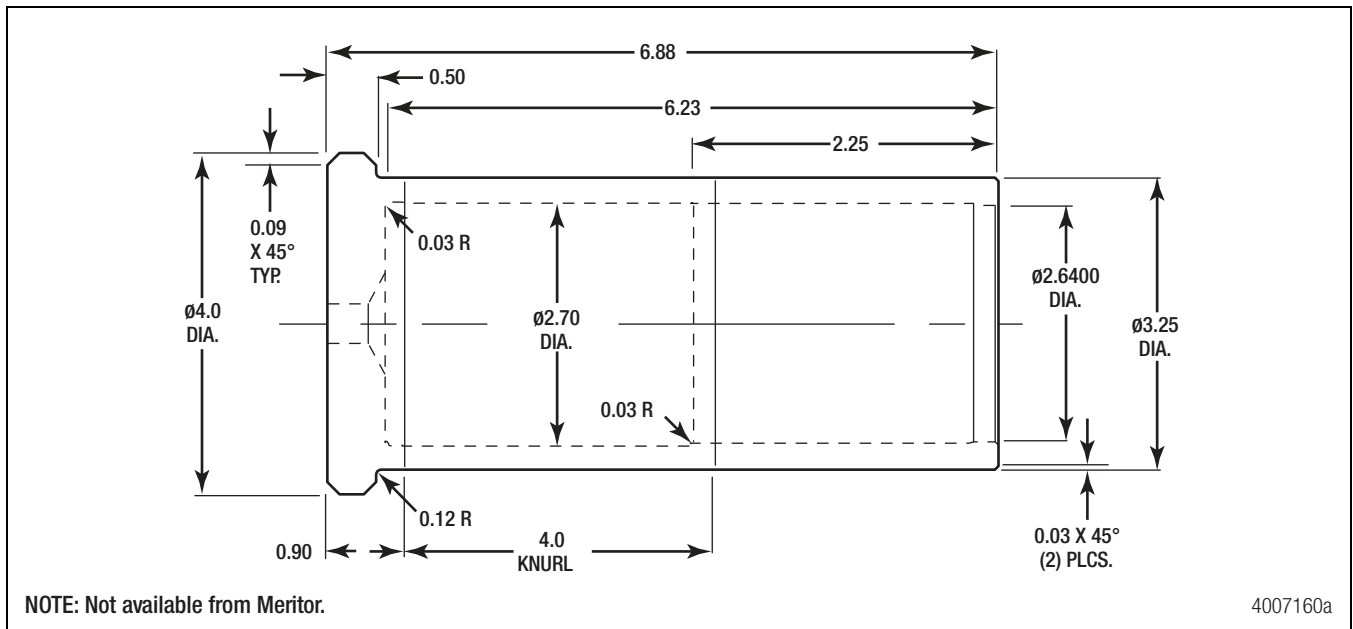 6.88
0.50
6.23
2.25
0.09
X 45°
TYP.
0.03 R
ø4.0
DIA.
ø2.70
DIA.
ø2.6400
DIA.
ø3.25
DIA.
0.03 R
0.12 R
0.90
4.0
KNURL
0.03 X 45°
(2) PLCS.
NOTE: Not available from Meritor.
4007160a